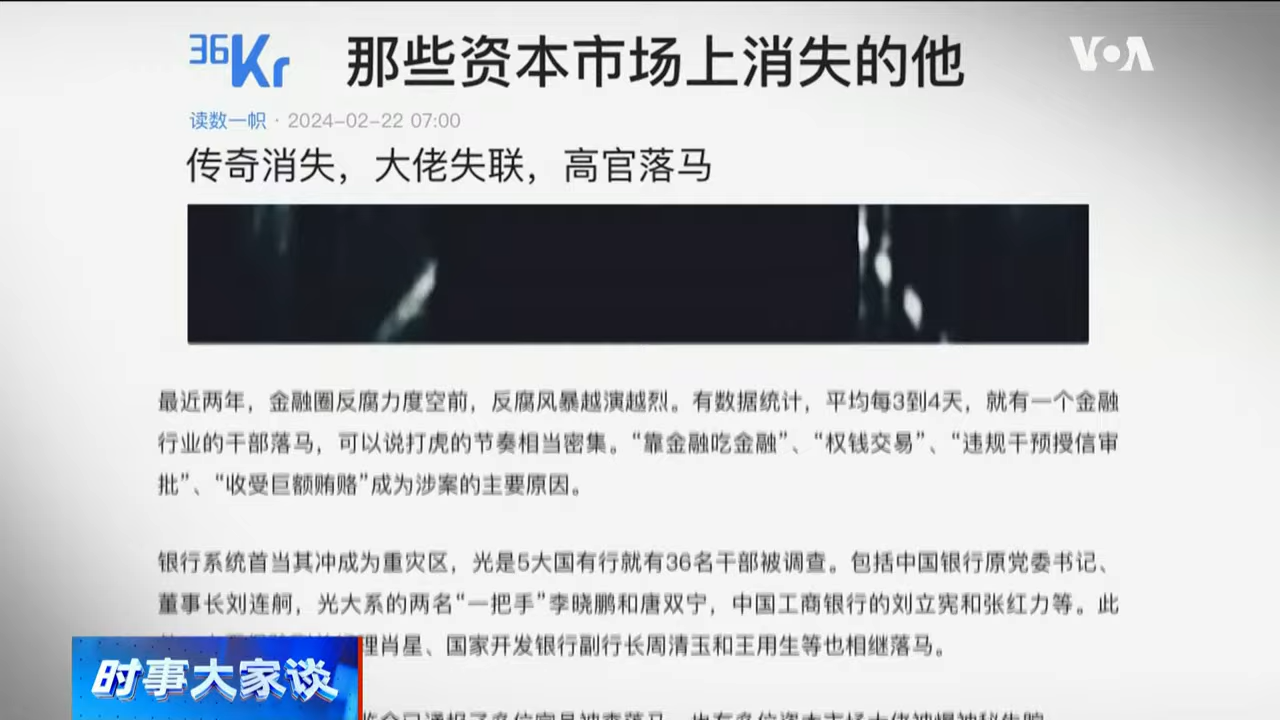 36Kr 那些资本市场上消失的他 VOA
读数一帜 · 2024-02-22 07:00
传奇消失，大佬失联，高官落马
最近两年，金融圈反腐力度空前，反腐风暴越演越烈。有数据统计，平均每3到4天，就有一个金融
行业的干部落马，可以说打虎的节奏相当密集。“靠金融吃金融”、“权钱交易”、“违规干预授信审
批”、“收受巨额贿赂”成为涉案的主要原因。
银行系统首当其冲成为重灾区，光是5大国有行就有36名干部被调查。包括中国银行原党委书记、
董事长刘连舸，光大系的两名“一把手”李晓鹏和唐双宁，中国工商银行的刘立宪和张红力等。此
理肖星、国家开发银行副行长周清玉和王用生等也相继落马。
时事大家谈